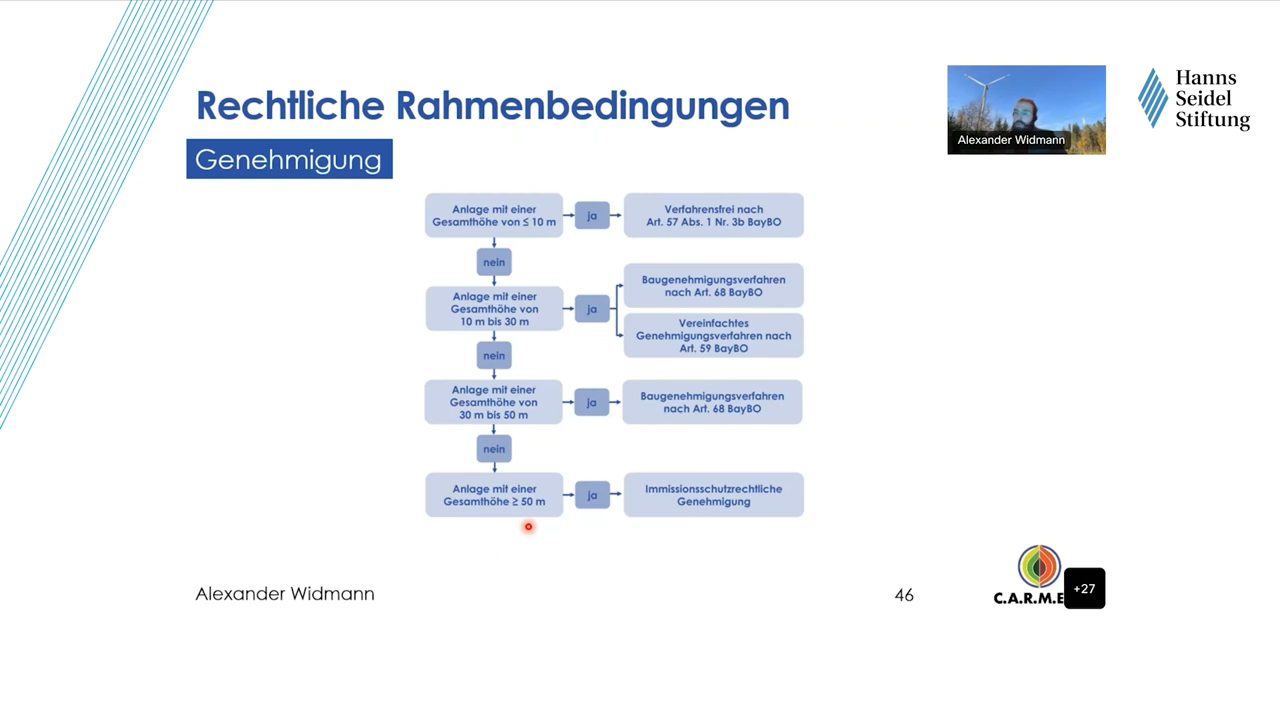 Rechtliche Rahmenbedingungen
Genehmigung
Alexander Widmann
Hanns
Seidel
Stiftung
Anlage mit einer
Gesamthöhe von ≤ 10 m
ja
Verfahrensfrei nach
Art. 57 Abs. 1 Nr. 3b BayBO
nein
Anlage mit einer
Gesamthöhe von
10 m bis 30 m
ja
Baugenehmigungsverfahren
nach Art. 68 BayBO
Vereinfachtes
Genehmigungsverfahren nach
Art. 59 BayBO
nein
Anlage mit einer
Gesamthöhe von
30 m bis 50 m
ja
Baugenehmigungsverfahren
nach Art. 68 BayBO
nein
Anlage mit einer
Gesamthöhe ≥ 50 m
ja
Immissionsschutzrechtliche
Genehmigung
Alexander Widmann
46
C.A.R.M.E
+27